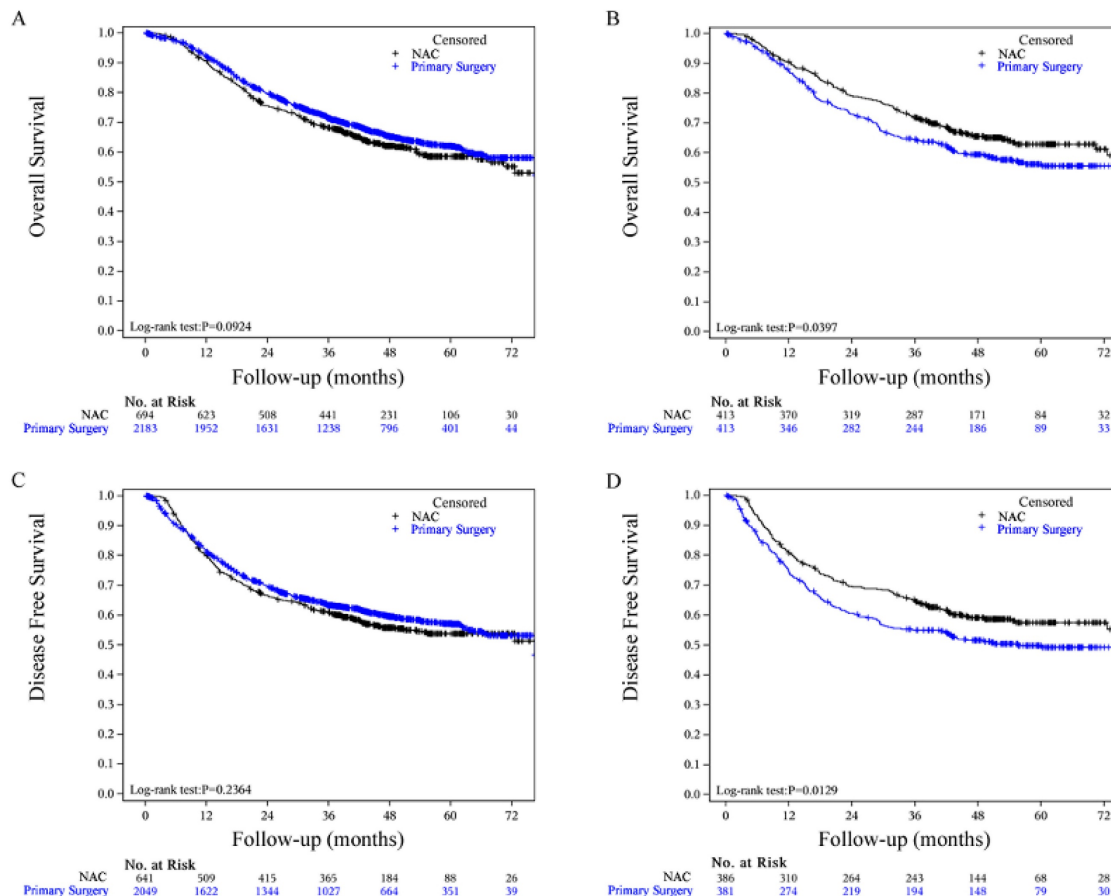 A
Overall Survival
1.0
0.9
0.8
0.7
0.6
0.5
0.4
0.3
0.2
0.1
0.0
Censored
NAC
Primary Surgery
Log-rank test:P=0.0924
0 12 24 36 48 60 72
Follow-up (months)
No. at Risk
NAC 694 623 508 441 231 106 30
Primary Surgery 2183 1952 1631 1238 796 401 44
B
Overall Survival
1.0
0.9
0.8
0.7
0.6
0.5
0.4
0.3
0.2
0.1
0.0
Censored
NAC
Primary Surgery
Log-rank test:P=0.0397
0 12 24 36 48 60 72
Follow-up (months)
No. at Risk
NAC 413 370 319 287 171 84 32
Primary Surgery 413 346 282 244 186 89 33
C
Disease Free Survival
1.0
0.9
0.8
0.7
0.6
0.5
0.4
0.3
0.2
0.1
0.0
Censored
NAC
Primary Surgery
Log-rank test:P=0.2364
0 12 24 36 48 60 72
Follow-up (months)
No. at Risk
NAC 641 509 415 365 184 88 26
Primary Surgery 2049 1622 1344 1027 664 351 39
D
Disease Free Survival
1.0
0.9
0.8
0.7
0.6
0.5
0.4
0.3
0.2
0.1
0.0
Censored
NAC
Primary Surgery
Log-rank test:P=0.0129
0 12 24 36 48 60 72
Follow-up (months)
No. at Risk
NAC 386 310 264 243 144 68 28
Primary Surgery 381 274 219 194 148 79 30